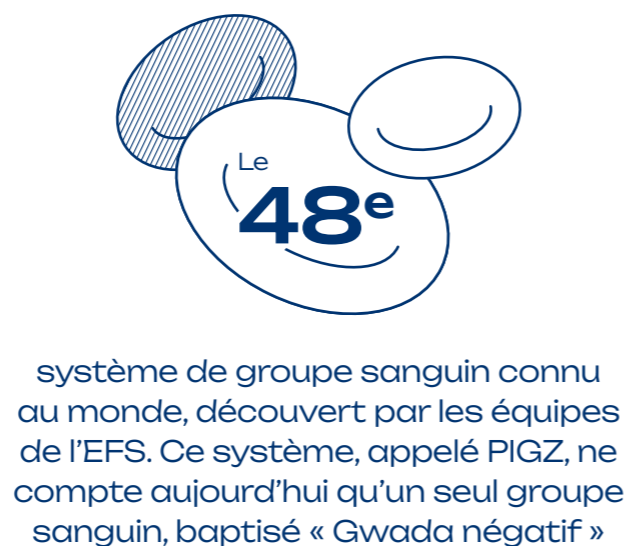 Le
48e
système de groupe sanguin connu
au monde, découvert par les équipes
de l’EFS. Ce système, appelé PIGZ, ne
compte aujourd’hui qu’un seul groupe
sanguin, baptisé « Gwada négatif »